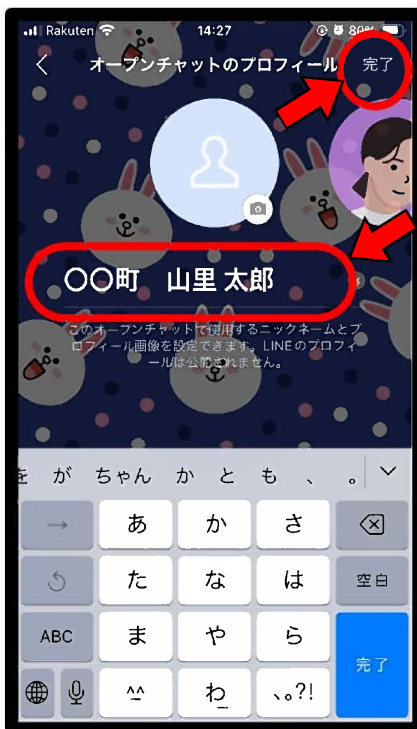 Rakuten 14:27 80%
オープンチャットのプロフィール 完了
〇〇町 山里 太郎
このオープンチャットで使用するニックネームとプ
ロフィール画像を設定できます。LINEのプロフィ
ールは公開されません。
を が ちゃん か と も 、 。
→ あ か さ
た な は 空白
ABC ま や ら
完了
^^ わ_ 、。?!